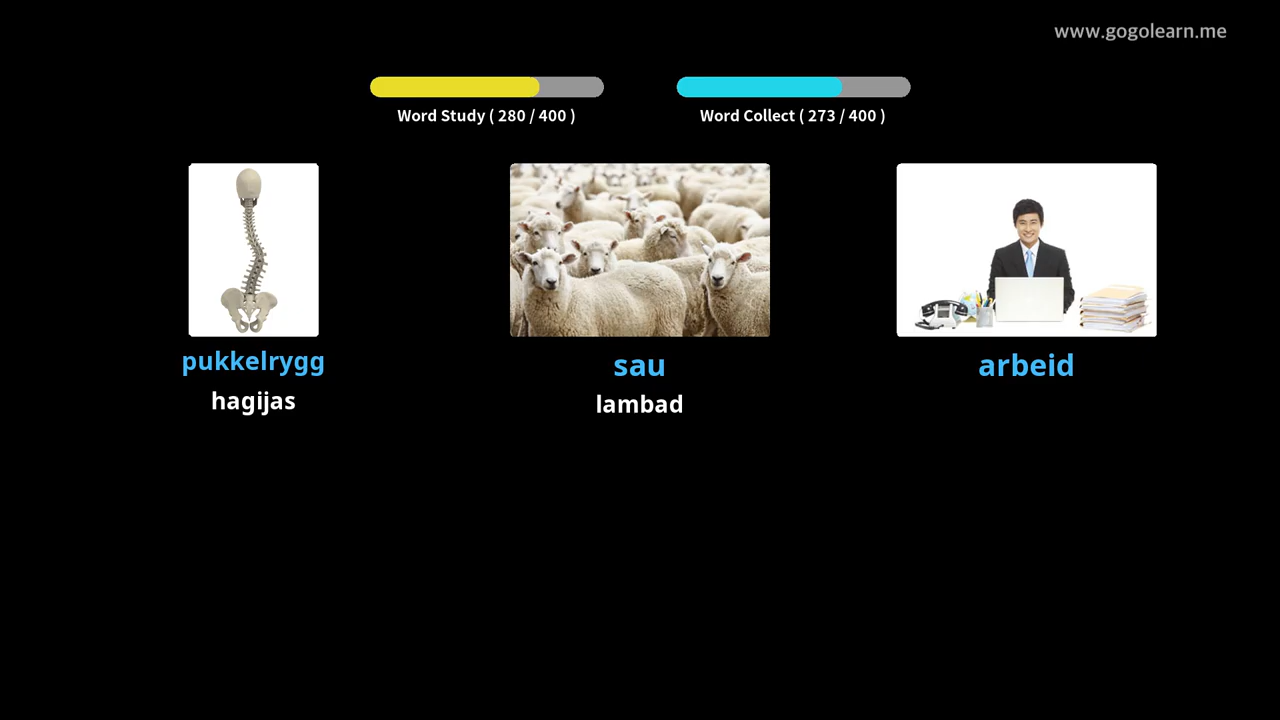 www.gogolearn.me
Word Study ( 280 / 400 )
Word Collect ( 273 / 400 )
pukkelrygg
hagijas
sau
lambad
arbeid